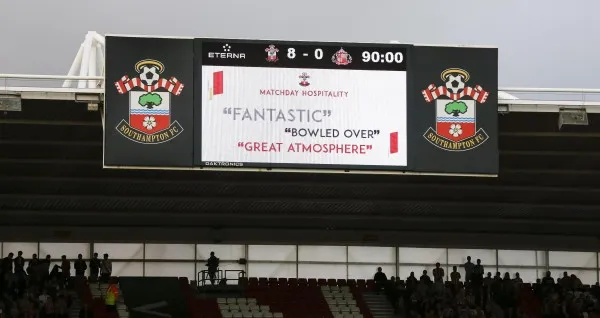 ETERNA 8 - 0 90:00
MATCHDAY HOSPITALITY
"FANTASTIC"
"BOWLED OVER"
"GREAT ATMOSPHERE"
SOUTHAMPTON FC
SOUTHAMPTON FC
DAKTRONICS